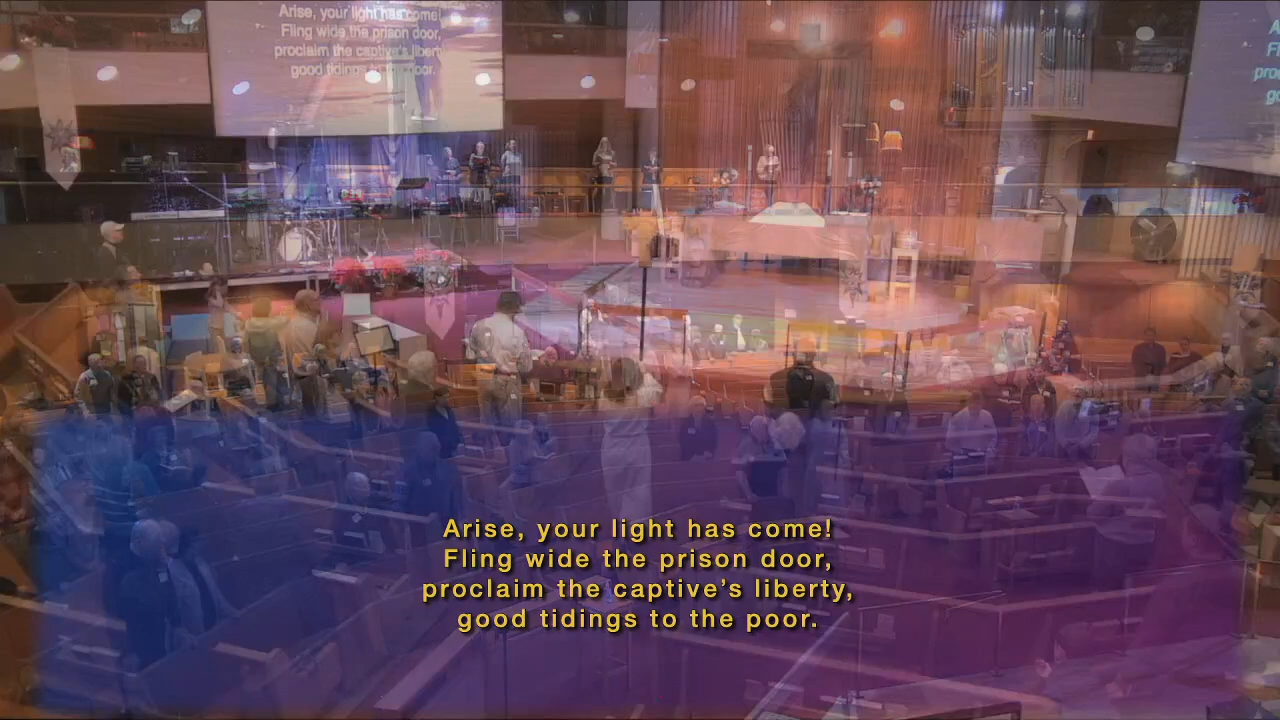 Arise, your light has come!
Fling wide the prison door,
proclaim the captive's liberty
good tidings to the poor.
Arise, your light has come!
Fling wide the prison door,
proclaim the captive’s liberty,
good tidings to the poor.